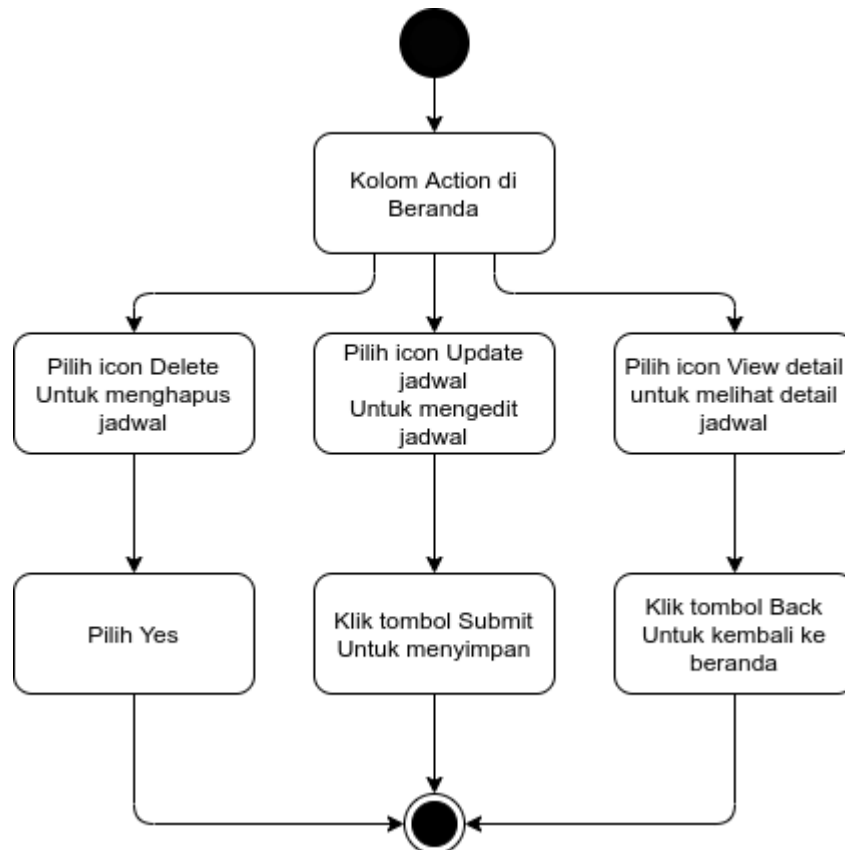 Kolom Action di
Beranda
Pilih icon Delete
Untuk menghapus
jadwal
Pilih icon Update
jadwal
Untuk mengedit
jadwal
Pilih icon View detail
untuk melihat detail
jadwal
Pilih Yes
Klik tombol Submit
Untuk menyimpan
Klik tombol Back
Untuk kembali ke
beranda